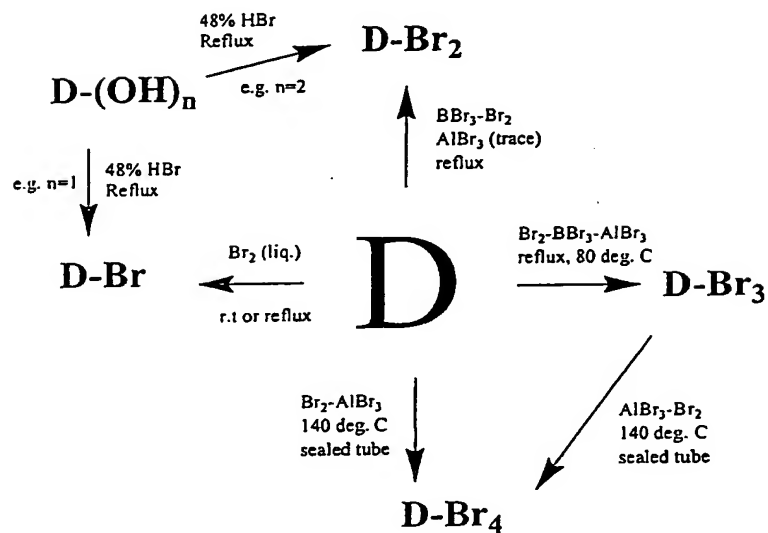 48% HBr
Reflux
D-Br2
D-(OH)n
e.g. n=2
BBr3-Br2
AlBr3 (trace)
reflux
e.g. n=1
48% HBr
Reflux
D-Br
Br2 (liq.)
r.t or reflux
D
Br2-BBr3-AlBr3
reflux, 80 deg. C
D-Br3
Br2-AlBr3
140 deg. C
sealed tube
AlBr3-Br2
140 deg. C
sealed tube
D-Br4